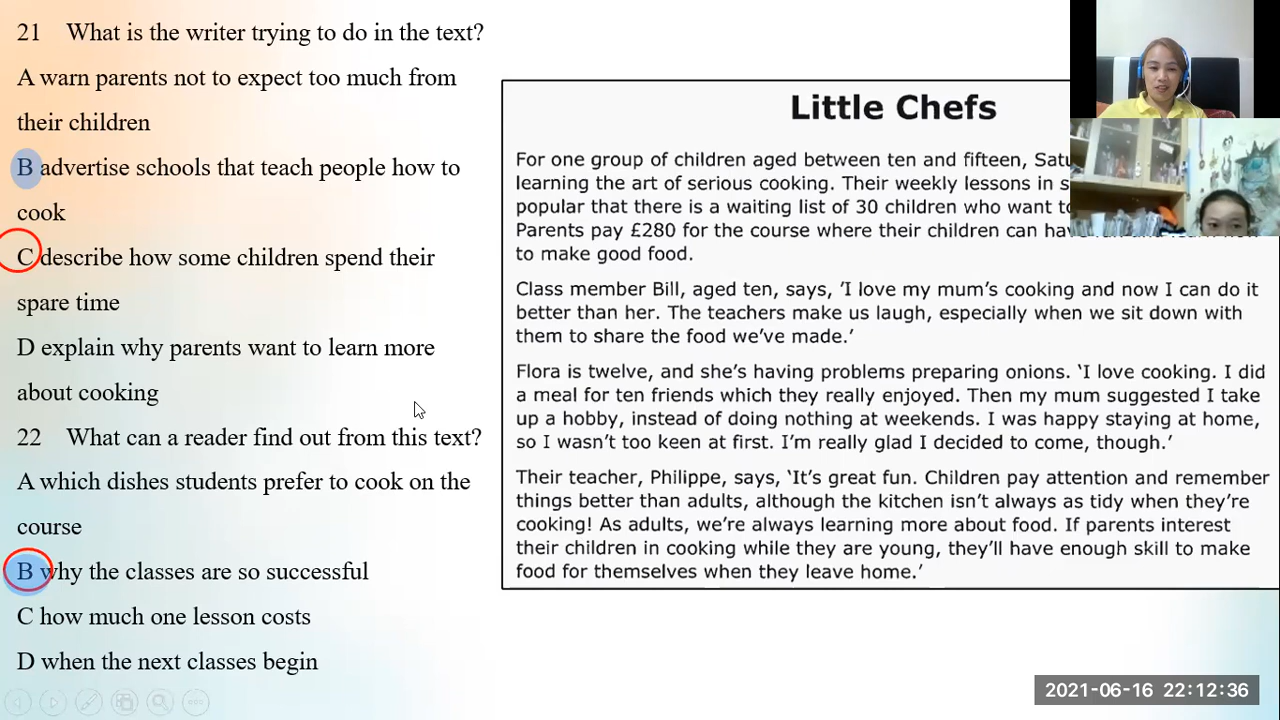 21 What is the writer trying to do in the text?
A warn parents not to expect too much from
their children
B advertise schools that teach people how to
cook
C describe how some children spend their
spare time
D explain why parents want to learn more
about cooking
22 What can a reader find out from this text?
A which dishes students prefer to cook on the
course
B why the classes are so successful
C how much one lesson costs
D when the next classes begin
Little Chefs
For one group of children aged between ten and fifteen,
learning the art of serious cooking. Their weekly lessons in
popular that there is a waiting list of 30 children who want
Parents pay £280 for the course where their children can
to make good food.
Class member Bill, aged ten, says, 'I love my mum's cooking and now I can do it
better than her. The teachers make us laugh, especially when we sit down with
them to share the food we've made.'
Flora is twelve, and she's having problems preparing onions. 'I love cooking. I did
a meal for ten friends which they really enjoyed. Then my mum suggested I take
up a hobby, instead of doing nothing at weekends. I was happy staying at home,
so I wasn't too keen at first. I'm really glad I decided to come, though.'
Their teacher, Philippe, says, 'It's great fun. Children pay attention and remember
things better than adults, although the kitchen isn't always as tidy when they're
cooking! As adults, we're always learning more about food. If parents interest
their children in cooking while they are young, they'll have enough skill to make
food for themselves when they leave home.'
2021-06-16 22:12:36